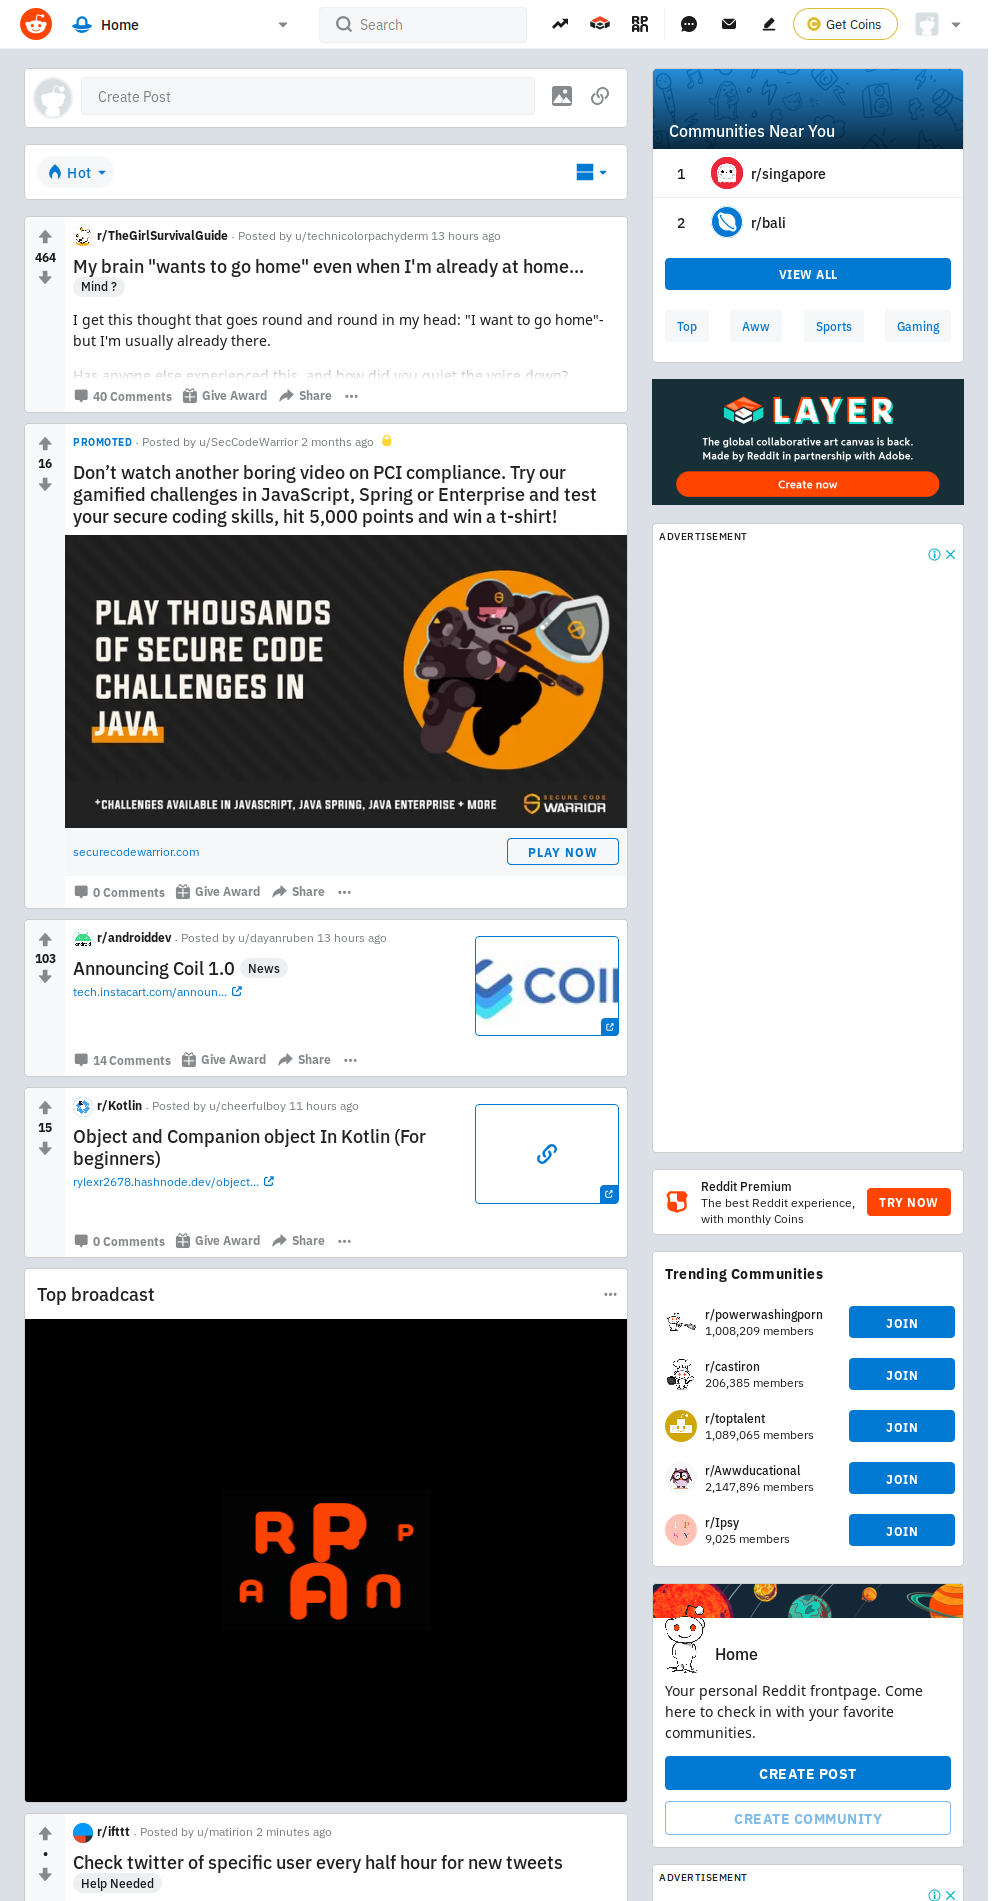 Home
Search
Get Coins
Create Post
Hot
464
r/TheGirlSurvivalGuide · Posted by u/technicolorpachyderm 13 hours ago
My brain "wants to go home" even when I'm already at home...
Mind ?
I get this thought that goes round and round in my head: "I want to go home"-
but I'm usually already there.
Has anyone else experienced this, and how did you quiet the voice down?
40 Comments Give Award Share
16
PROMOTED · Posted by u/SecCodeWarrior 2 months ago
Don’t watch another boring video on PCI compliance. Try our
gamified challenges in JavaScript, Spring or Enterprise and test
your secure coding skills, hit 5,000 points and win a t-shirt!
PLAY THOUSANDS
OF SECURE CODE
CHALLENGES IN
JAVA
*CHALLENGES AVAILABLE IN JAVASCRIPT, JAVA SPRING, JAVA ENTERPRISE + MORE
SECURE CODE
WARRIOR
securecodewarrior.com
PLAY NOW
0 Comments Give Award Share
103
r/androiddev · Posted by u/dayanruben 13 hours ago
Announcing Coil 1.0 News
tech.instacart.com/announ...
COIL
14 Comments Give Award Share
15
r/Kotlin · Posted by u/cheerfulboy 11 hours ago
Object and Companion object In Kotlin (For
beginners)
rylexr2678.hashnode.dev/object...
0 Comments Give Award Share
Top broadcast
R P P
A A N
•
r/ifttt · Posted by u/matirion 2 minutes ago
Check twitter of specific user every half hour for new tweets
Help Needed
Communities Near You
1 r/singapore
2 r/bali
VIEW ALL
Top Aww Sports Gaming
LAYER
The global collaborative art canvas is back.
Made by Reddit in partnership with Adobe.
Create now
ADVERTISEMENT
Reddit Premium
The best Reddit experience,
with monthly Coins
TRY NOW
Trending Communities
r/powerwashingporn
1,008,209 members
JOIN
r/castiron
206,385 members
JOIN
r/toptalent
1,089,065 members
JOIN
r/Awwducational
2,147,896 members
JOIN
r/Ipsy
9,025 members
JOIN
Home
Your personal Reddit frontpage. Come
here to check in with your favorite
communities.
CREATE POST
CREATE COMMUNITY
ADVERTISEMENT